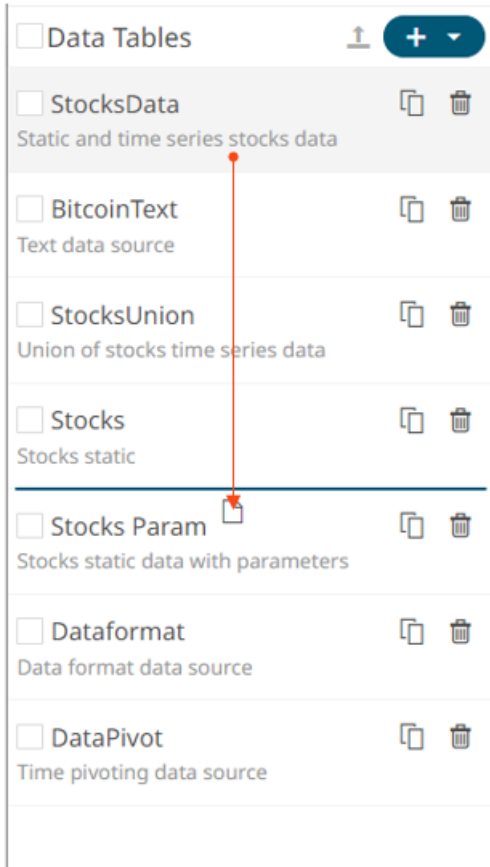 Data Tables
StocksData
Static and time series stocks data
BitcoinText
Text data source
StocksUnion
Union of stocks time series data
Stocks
Stocks static
Stocks Param
Stocks static data with parameters
Dataformat
Data format data source
DataPivot
Time pivoting data source